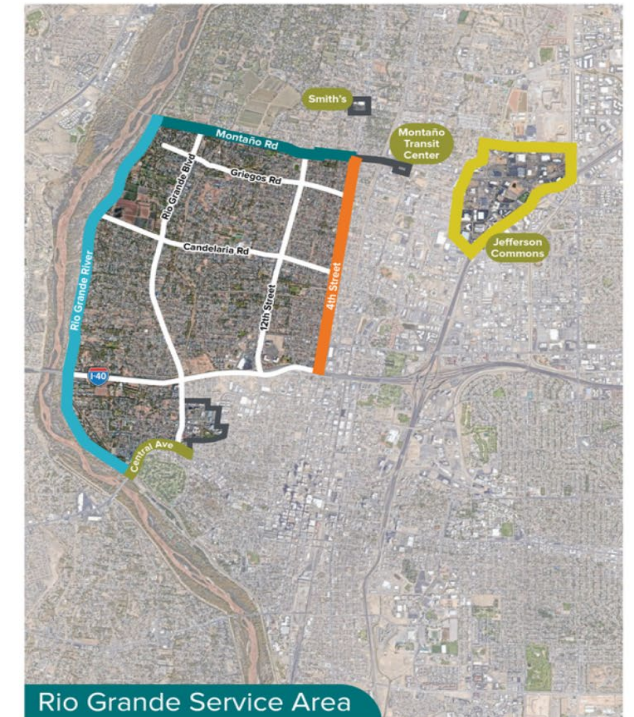 Smith's
Montaño
Transit
Center
Montaño Rd
Rio Grande Blvd
Griegos Rd
Candelaria Rd
Jefferson
Commons
Rio Grande River
12th Street
4th Street
I-40
Central Ave
Rio Grande Service Area